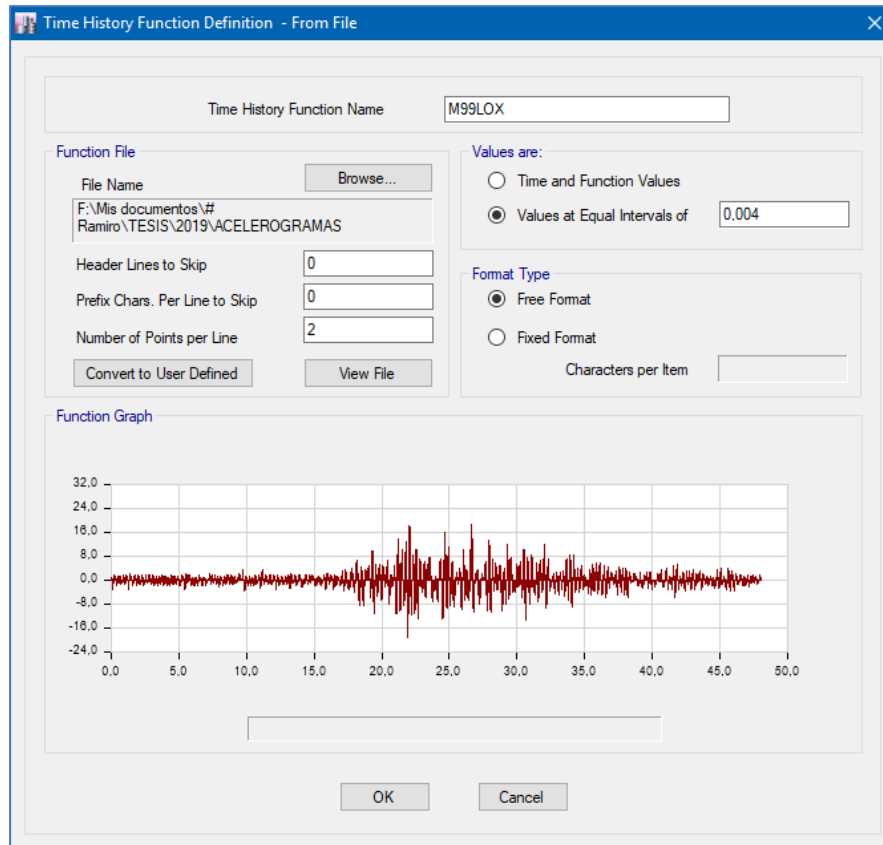 Time History Function Definition - From File
Time History Function Name
M99LOX
Function File
File Name
Browse...
F:\Mis documentos\#
Ramiro\TESIS\2019\ACELEROGRAMAS
Header Lines to Skip
0
Prefix Chars. Per Line to Skip
0
Number of Points per Line
2
Convert to User Defined
View File
Values are:
Time and Function Values
Values at Equal Intervals of
0,004
Format Type
Free Format
Fixed Format
Characters per Item
Function Graph
32,0
24,0
16,0
8,0
0,0
-8,0
-16,0
-24,0
0,0 5,0 10,0 15,0 20,0 25,0 30,0 35,0 40,0 45,0 50,0
OK
Cancel